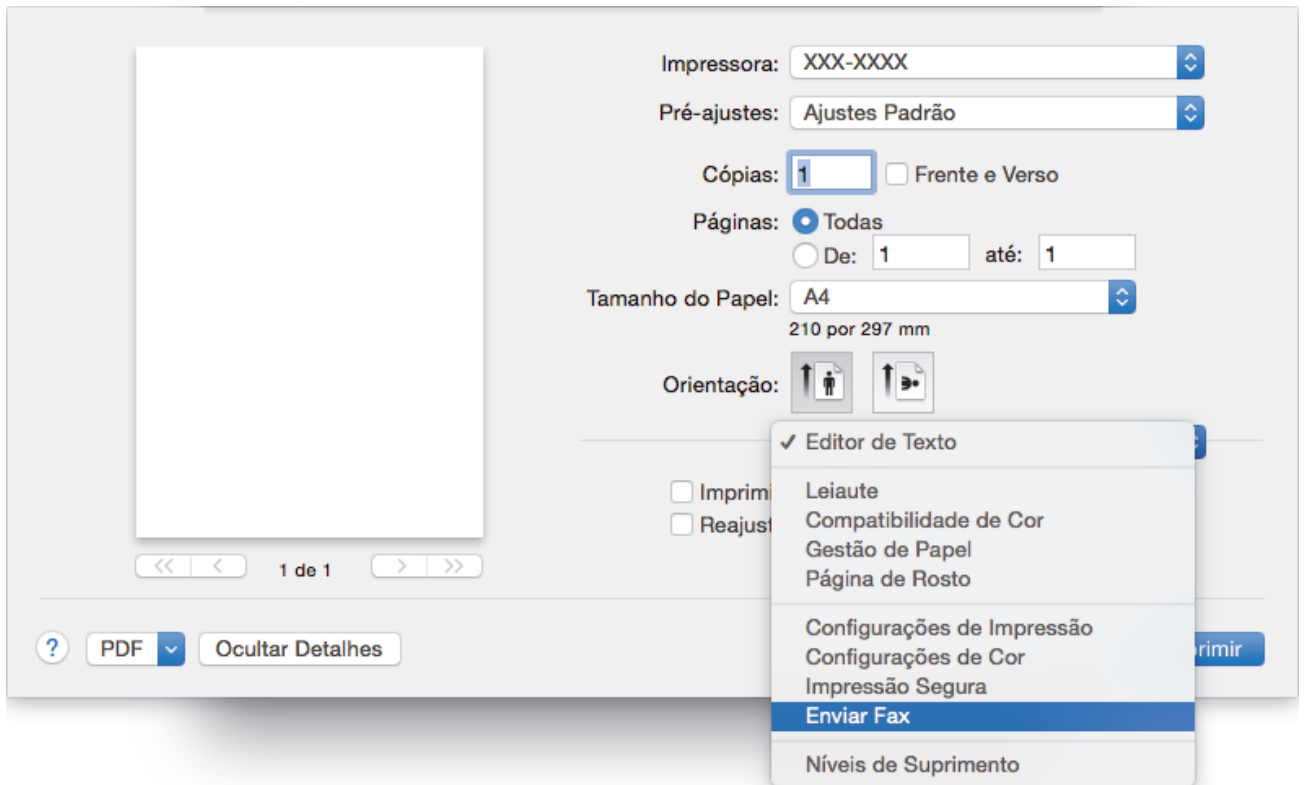 Impressora: XXX-XXXX
Pré-ajustes: Ajustes Padrão
Cópias: 1 Frente e Verso
Páginas: Todas
De: 1 até: 1
Tamanho do Papel: A4
210 por 297 mm
Orientação:
✓ Editor de Texto
Leiaute
Compatibilidade de Cor
Gestão de Papel
Página de Rosto
Configurações de Impressão
Configurações de Cor
Impressão Segura
Enviar Fax
Níveis de Suprimento
Imprimi
Reajust
<< < 1 de 1 > >>
? PDF Ocultar Detalhes rimir